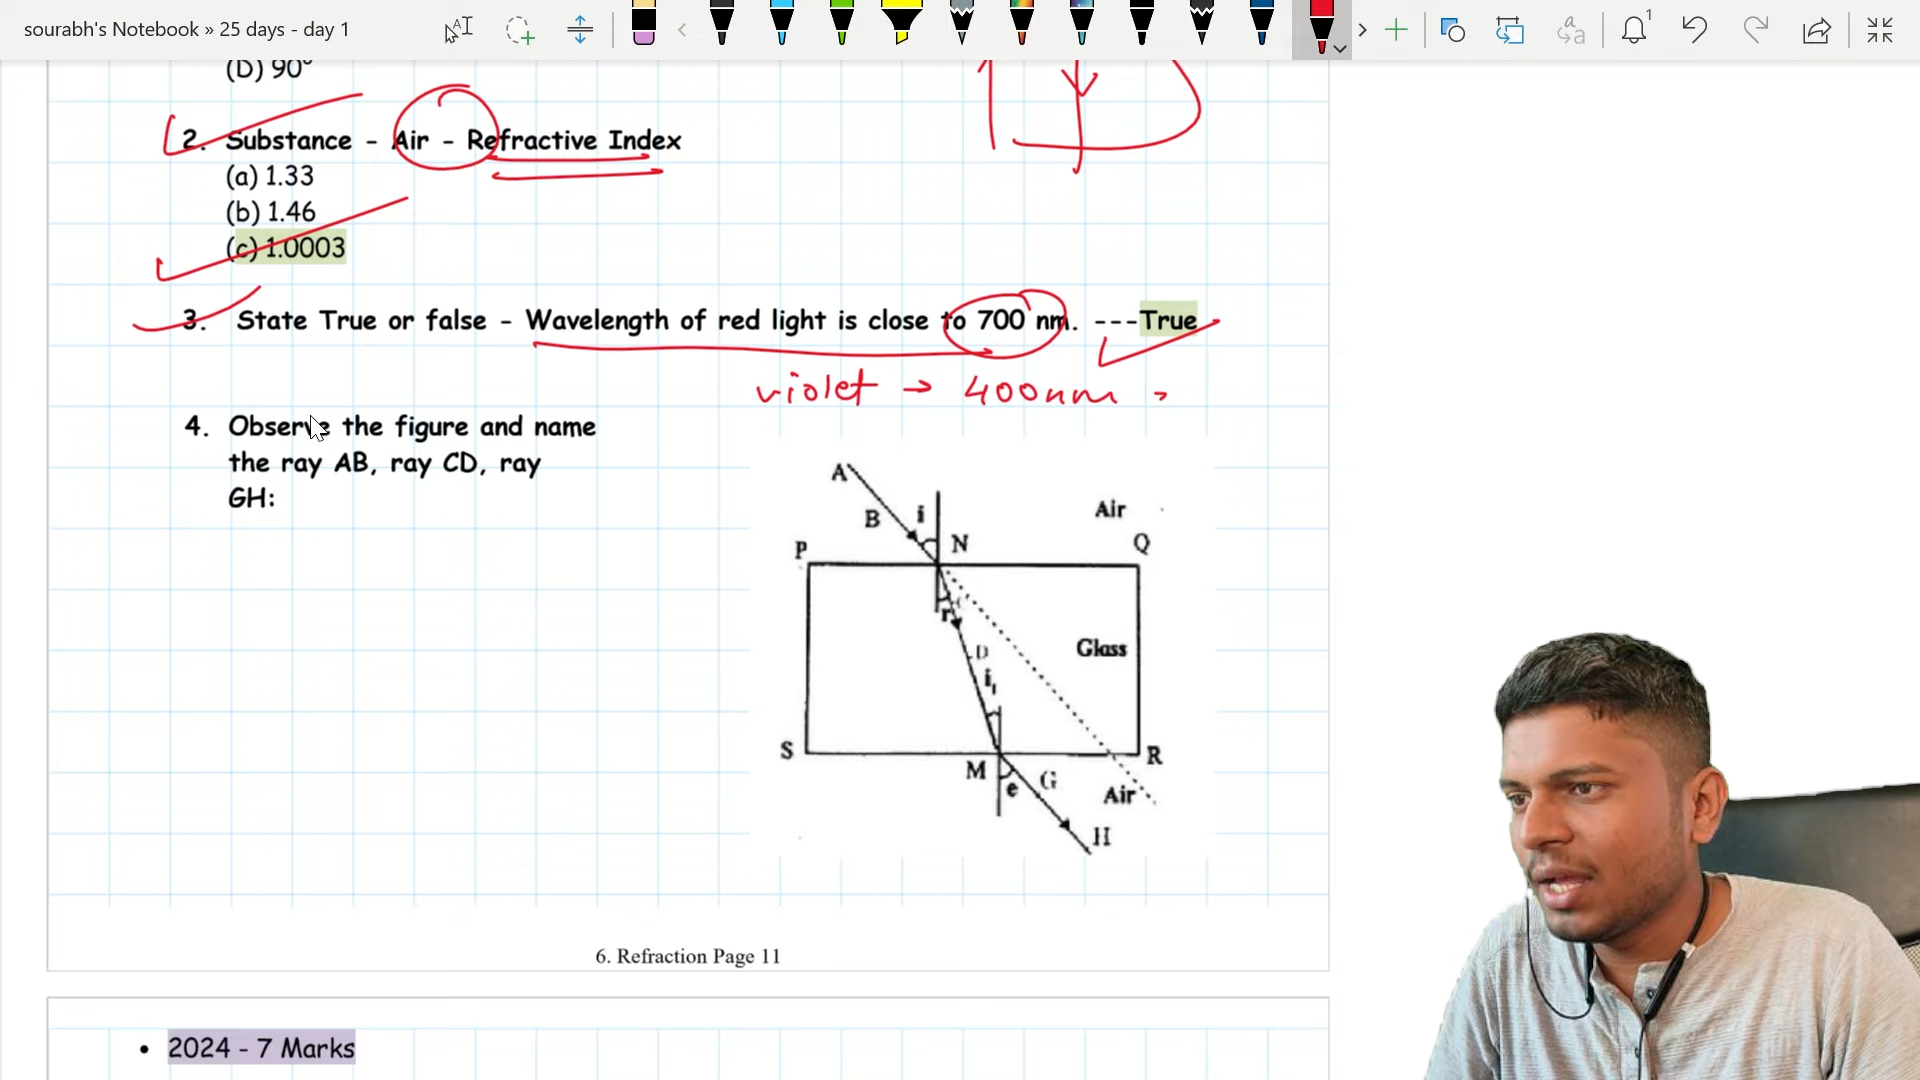 sourabh's Notebook » 25 days - day 1
(D) 90°
2. Substance - Air - Refractive Index
(a) 1.33
(b) 1.46
(c) 1.0003
3. State True or false - Wavelength of red light is close to 700 nm. ---True
violet → 400nm
4. Observe the figure and name
the ray AB, ray CD, ray
GH:
A
B
i
Air
P
N
Q
r
D
Glass
i₁
S
R
M
G
e
Air
H
6. Refraction Page 11
• 2024 - 7 Marks